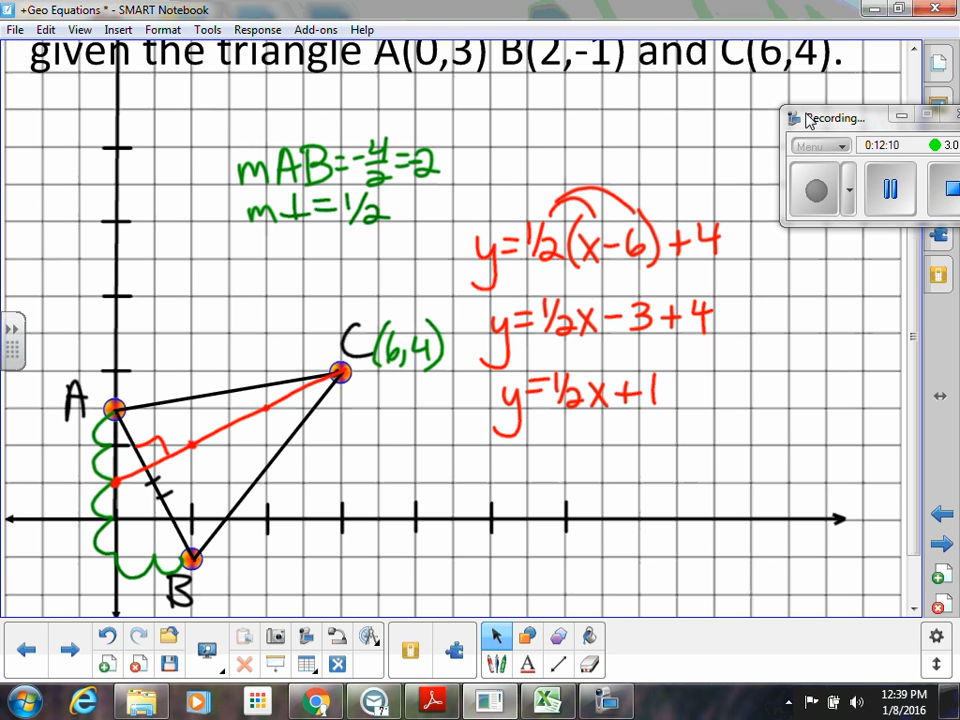 +Geo Equations * - SMART Notebook
File Edit View Insert Format Tools Response Add-ons Help
given the triangle A(0,3) B(2,-1) and C(6,4).
Recording...
Menu
0:12:10
3.0
mAB=-4/2=-2
m⊥=1/2
y=1/2(x-6)+4
y=1/2x-3+4
y=1/2x+1
C(6,4)
A
B
12:39 PM
1/8/2016